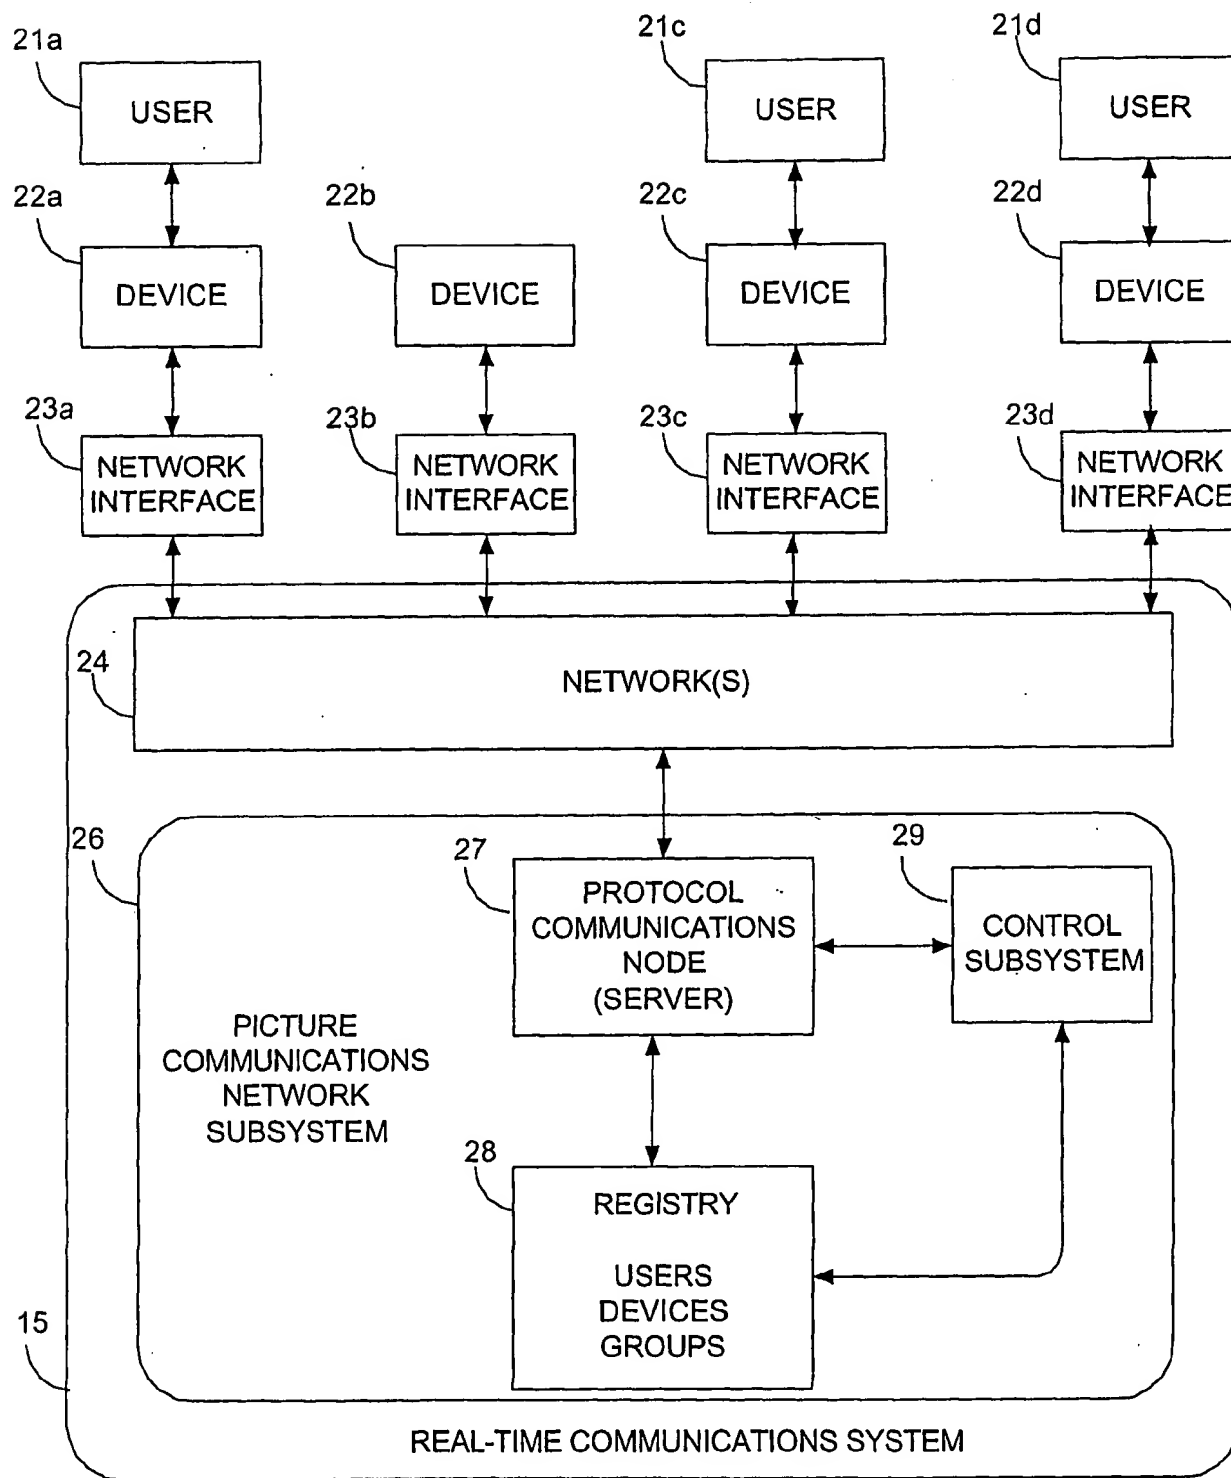 21a
21c
21d
USER
USER
USER
22a
22b
22c
22d
DEVICE
DEVICE
DEVICE
DEVICE
23a
23b
23c
23d
NETWORK
INTERFACE
NETWORK
INTERFACE
NETWORK
INTERFACE
NETWORK
INTERFACE
24
NETWORK(S)
26
27
29
PROTOCOL
COMMUNICATIONS
NODE
(SERVER)
CONTROL
SUBSYSTEM
PICTURE
COMMUNICATIONS
NETWORK
SUBSYSTEM
28
REGISTRY
USERS
DEVICES
GROUPS
15
REAL-TIME COMMUNICATIONS SYSTEM